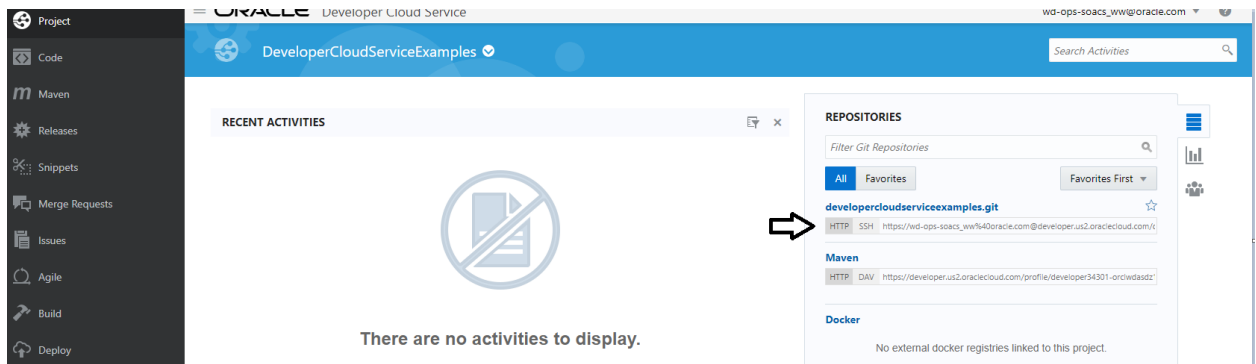 Project
Code
Maven
Releases
Snippets
Merge Requests
Issues
Agile
Build
Deploy
ORACLE Developer Cloud Service
wd-ops-soacs_ww@oracle.com
DeveloperCloudServiceExamples
Search Activities
RECENT ACTIVITIES
There are no activities to display.
REPOSITORIES
Filter Git Repositories
All Favorites Favorites First
developercloudserviceexamples.git
HTTP SSH https://wd-ops-soacs_ww%40oracle.com@developer.us2.oraclecloud.com/
Maven
HTTP DAV https://developer.us2.oraclecloud.com/profile/developer34301-orclwdasdz
Docker
No external docker registries linked to this project.